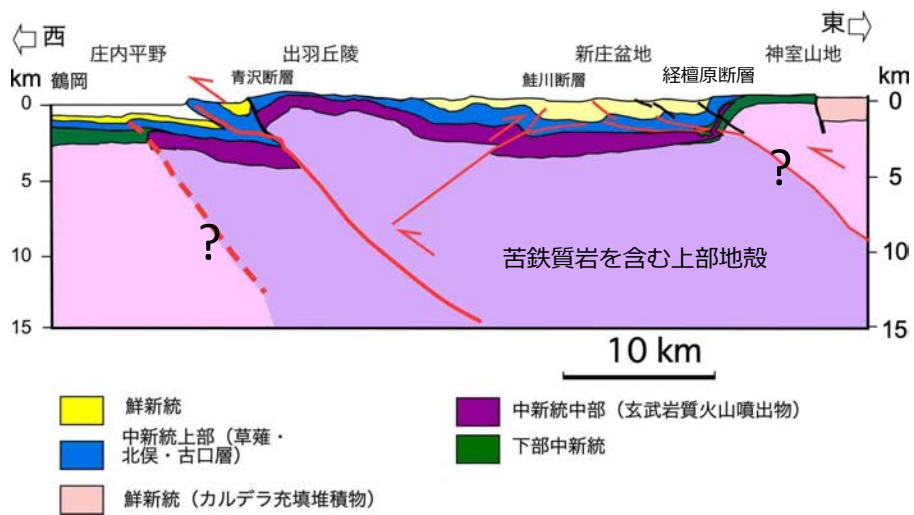 西
東
庄内平野
出羽丘陵
新庄盆地
神室山地
km
鶴岡
青沢断層
鮭川断層
経檀原断層
km
0
0
5
5
10
10
15
15
?
?
苦鉄質岩を含む上部地殻
10 km
鮮新統
中新統上部（草薙・
北俣・古口層）
鮮新統（カルデラ充填堆積物）
中新統中部（玄武岩質火山噴出物）
下部中新統